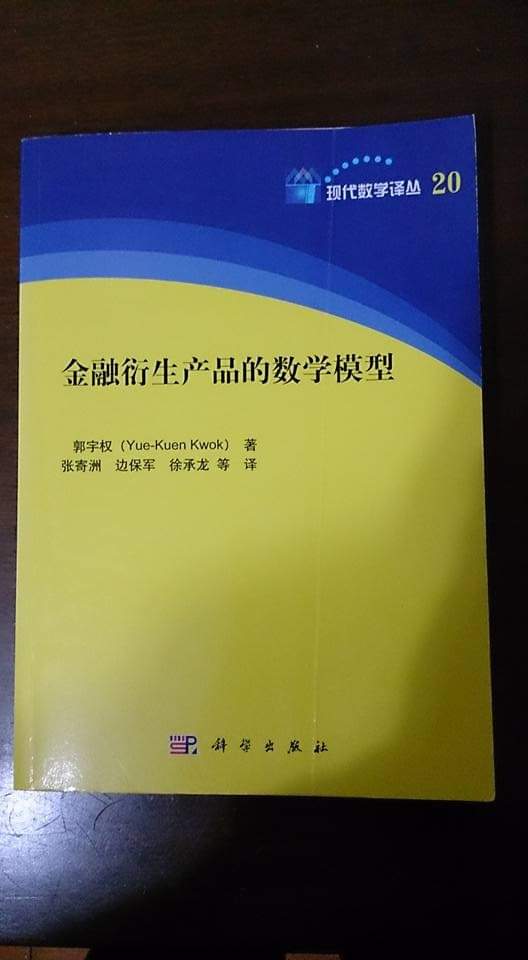 现代数学译丛 20
金融衍生产品的数学模型
郭宇权（Yue-Kuen Kwok） 著
张寄洲 边保军 徐承龙 等 译
科学出版社